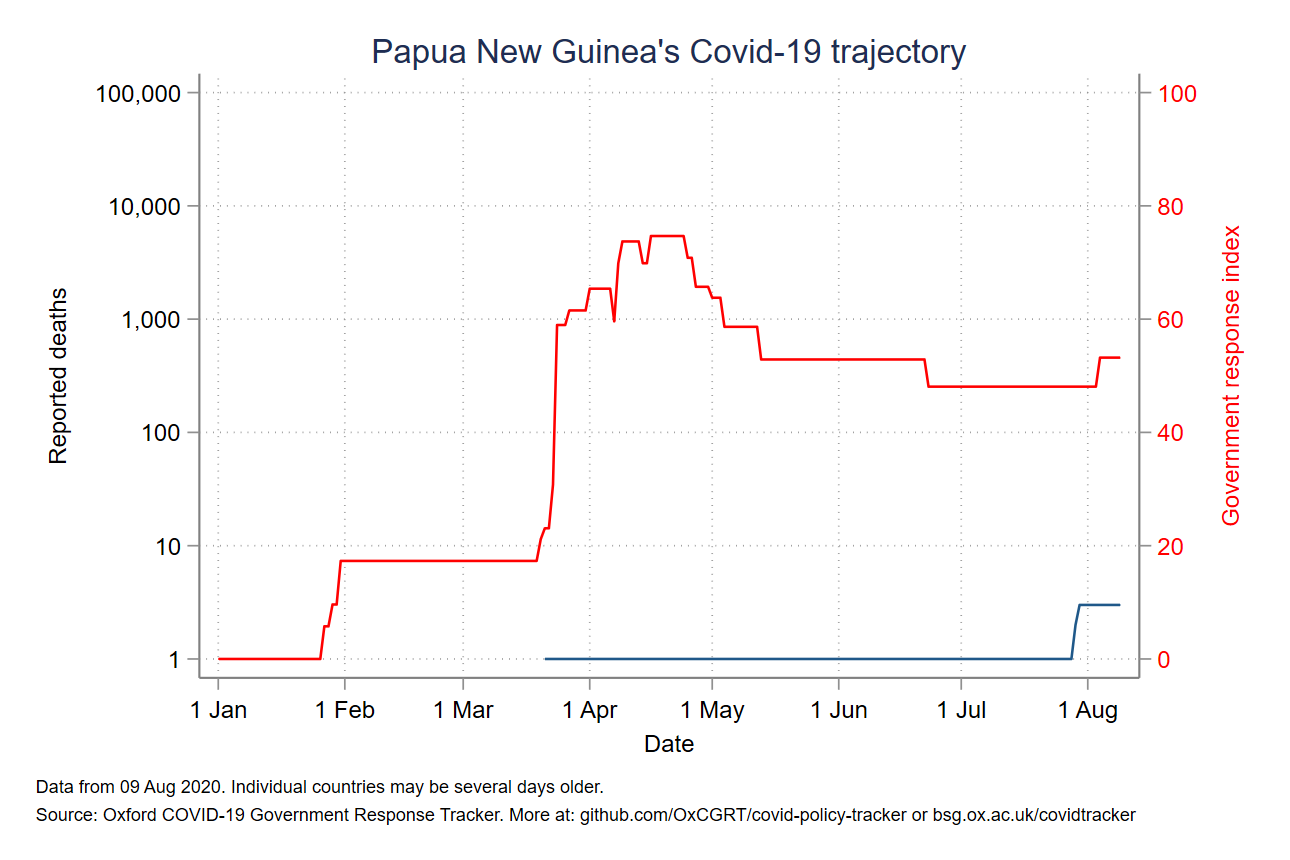 Papua New Guinea's Covid-19 trajectory
100,000
10,000
1,000
100
10
1
Reported deaths
100
80
60
40
20
0
Government response index
1 Jan
1 Feb
1 Mar
1 Apr
1 May
1 Jun
1 Jul
1 Aug
Date
Data from 09 Aug 2020. Individual countries may be several days older.
Source: Oxford COVID-19 Government Response Tracker. More at: github.com/OxCGRT/covid-policy-tracker or bsg.ox.ac.uk/covidtracker